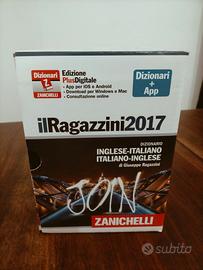 Dizionari
Z
ZANICHELLI
Edizione
PlusDigitale
• App per iOS e Android
• Download per Windows e Mac
• Consultazione online
Dizionari
+ App
ilRagazzini2017
DIZIONARIO
INGLESE-ITALIANO
ITALIANO-INGLESE
di Giuseppe Ragazzini
JOIN
ZANICHELLI
subito